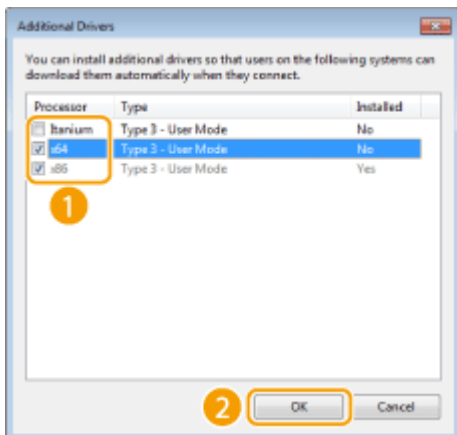 Additional Drivers
You can install additional drivers so that users on the following systems can
download them automatically when they connect.
Processor Type Installed
Itanium Type 3 - User Mode No
x64 Type 3 - User Mode No
x86 Type 3 - User Mode Yes
1
2 OK Cancel